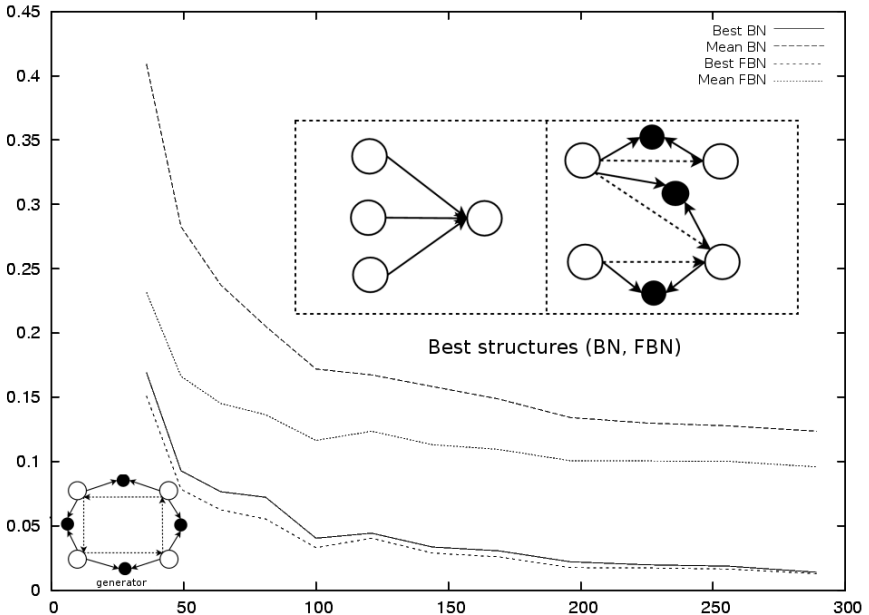 0.45
0.4
0.35
0.3
0.25
0.2
0.15
0.1
0.05
0
Best BN
Mean BN
Best FBN
Mean FBN
Best structures (BN, FBN)
generator
0 50 100 150 200 250 300